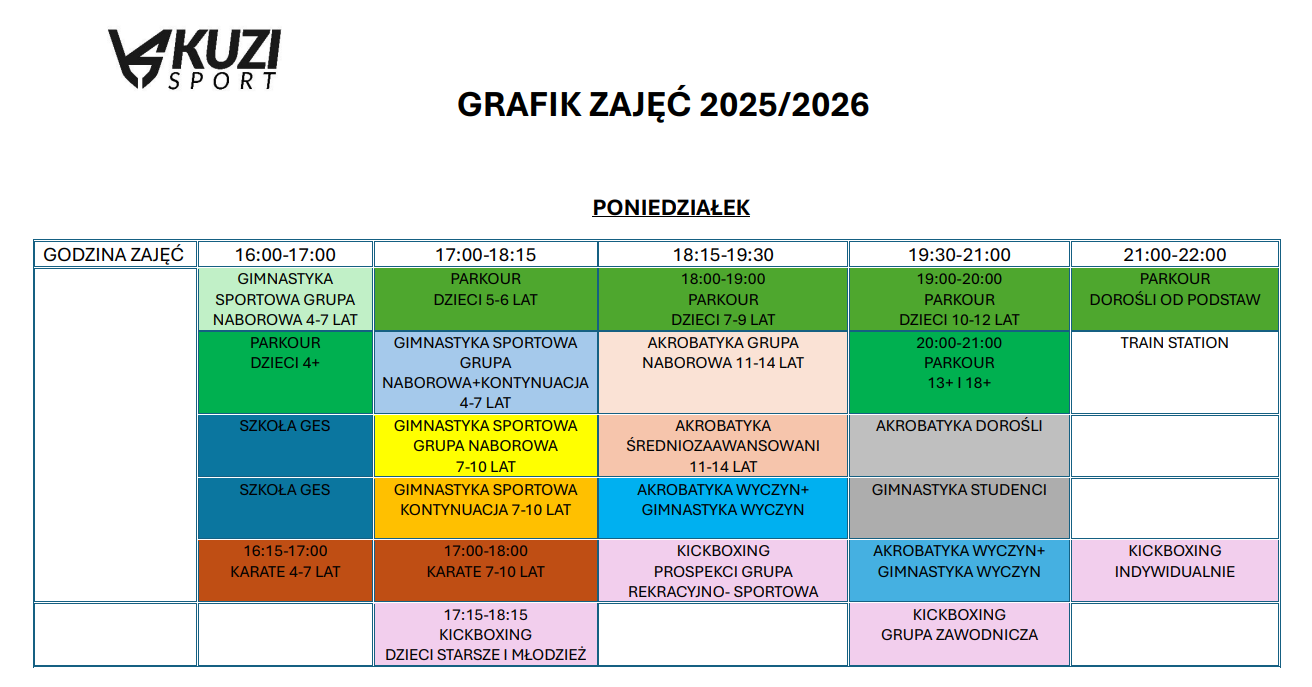 KUZI
SPORT
GRAFIK ZAJĘĆ 2025/2026
PONIEDZIAŁEK
GODZINA ZAJĘĆ 16:00-17:00 17:00-18:15 18:15-19:30 19:30-21:00 21:00-22:00
GIMNASTYKA
SPORTOWA GRUPA
NABOROWA 4-7 LAT
PARKOUR
DZIECI 5-6 LAT
18:00-19:00
PARKOUR
DZIECI 7-9 LAT
19:00-20:00
PARKOUR
DZIECI 10-12 LAT
PARKOUR
DOROŚLI OD PODSTAW
PARKOUR
DZIECI 4+
GIMNASTYKA SPORTOWA
GRUPA
NABOROWA+KONTYNUACJA
4-7 LAT
AKROBATYKA GRUPA
NABOROWA 11-14 LAT
20:00-21:00
PARKOUR
13+ I 18+
TRAIN STATION
SZKOŁA GES
GIMNASTYKA SPORTOWA
GRUPA NABOROWA
7-10 LAT
AKROBATYKA
ŚREDNIOZAAWANSOWANI
11-14 LAT
AKROBATYKA DOROŚLI
SZKOŁA GES
GIMNASTYKA SPORTOWA
KONTYNUACJA 7-10 LAT
AKROBATYKA WYCZYN+
GIMNASTYKA WYCZYN
GIMNASTYKA STUDENCI
16:15-17:00
KARATE 4-7 LAT
17:00-18:00
KARATE 7-10 LAT
KICKBOXING
PROSPEKCI GRUPA
REKRACYJNO- SPORTOWA
AKROBATYKA WYCZYN+
GIMNASTYKA WYCZYN
KICKBOXING
INDYWIDUALNIE
17:15-18:15
KICKBOXING
DZIECI STARSZE I MŁODZIEŻ
KICKBOXING
GRUPA ZAWODNICZA